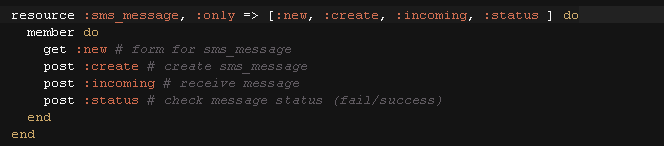 resource :sms_message, :only => [:new, :create, :incoming, :status ] do
  member do
    get :new # form for sms_message
    post :create # create sms_message
    post :incoming # receive message
    post :status # check message status (fail/success)
  end
end